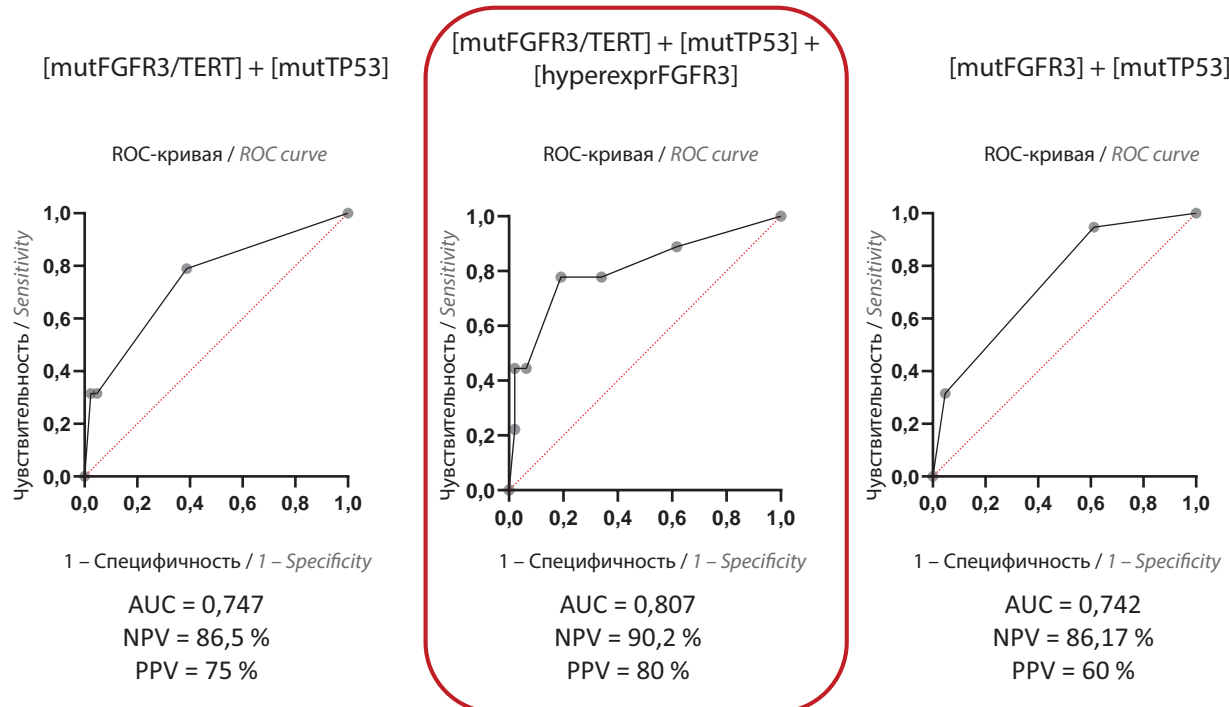 [mutFGFR3/TERT] + [mutTP53]
ROC-кривая / ROC curve
Чувствительность / Sensitivity
1,0
0,8
0,6
0,4
0,2
0,0
0,0 0,2 0,4 0,6 0,8 1,0
1 – Специфичность / 1 – Specificity
AUC = 0,747
NPV = 86,5 %
PPV = 75 %
[mutFGFR3/TERT] + [mutTP53] +
[hyperexprFGFR3]
ROC-кривая / ROC curve
Чувствительность / Sensitivity
1,0
0,8
0,6
0,4
0,2
0,0
0,0 0,2 0,4 0,6 0,8 1,0
1 – Специфичность / 1 – Specificity
AUC = 0,807
NPV = 90,2 %
PPV = 80 %
[mutFGFR3] + [mutTP53]
ROC-кривая / ROC curve
Чувствительность / Sensitivity
1,0
0,8
0,6
0,4
0,2
0,0
0,0 0,2 0,4 0,6 0,8 1,0
1 – Специфичность / 1 – Specificity
AUC = 0,742
NPV = 86,17 %
PPV = 60 %